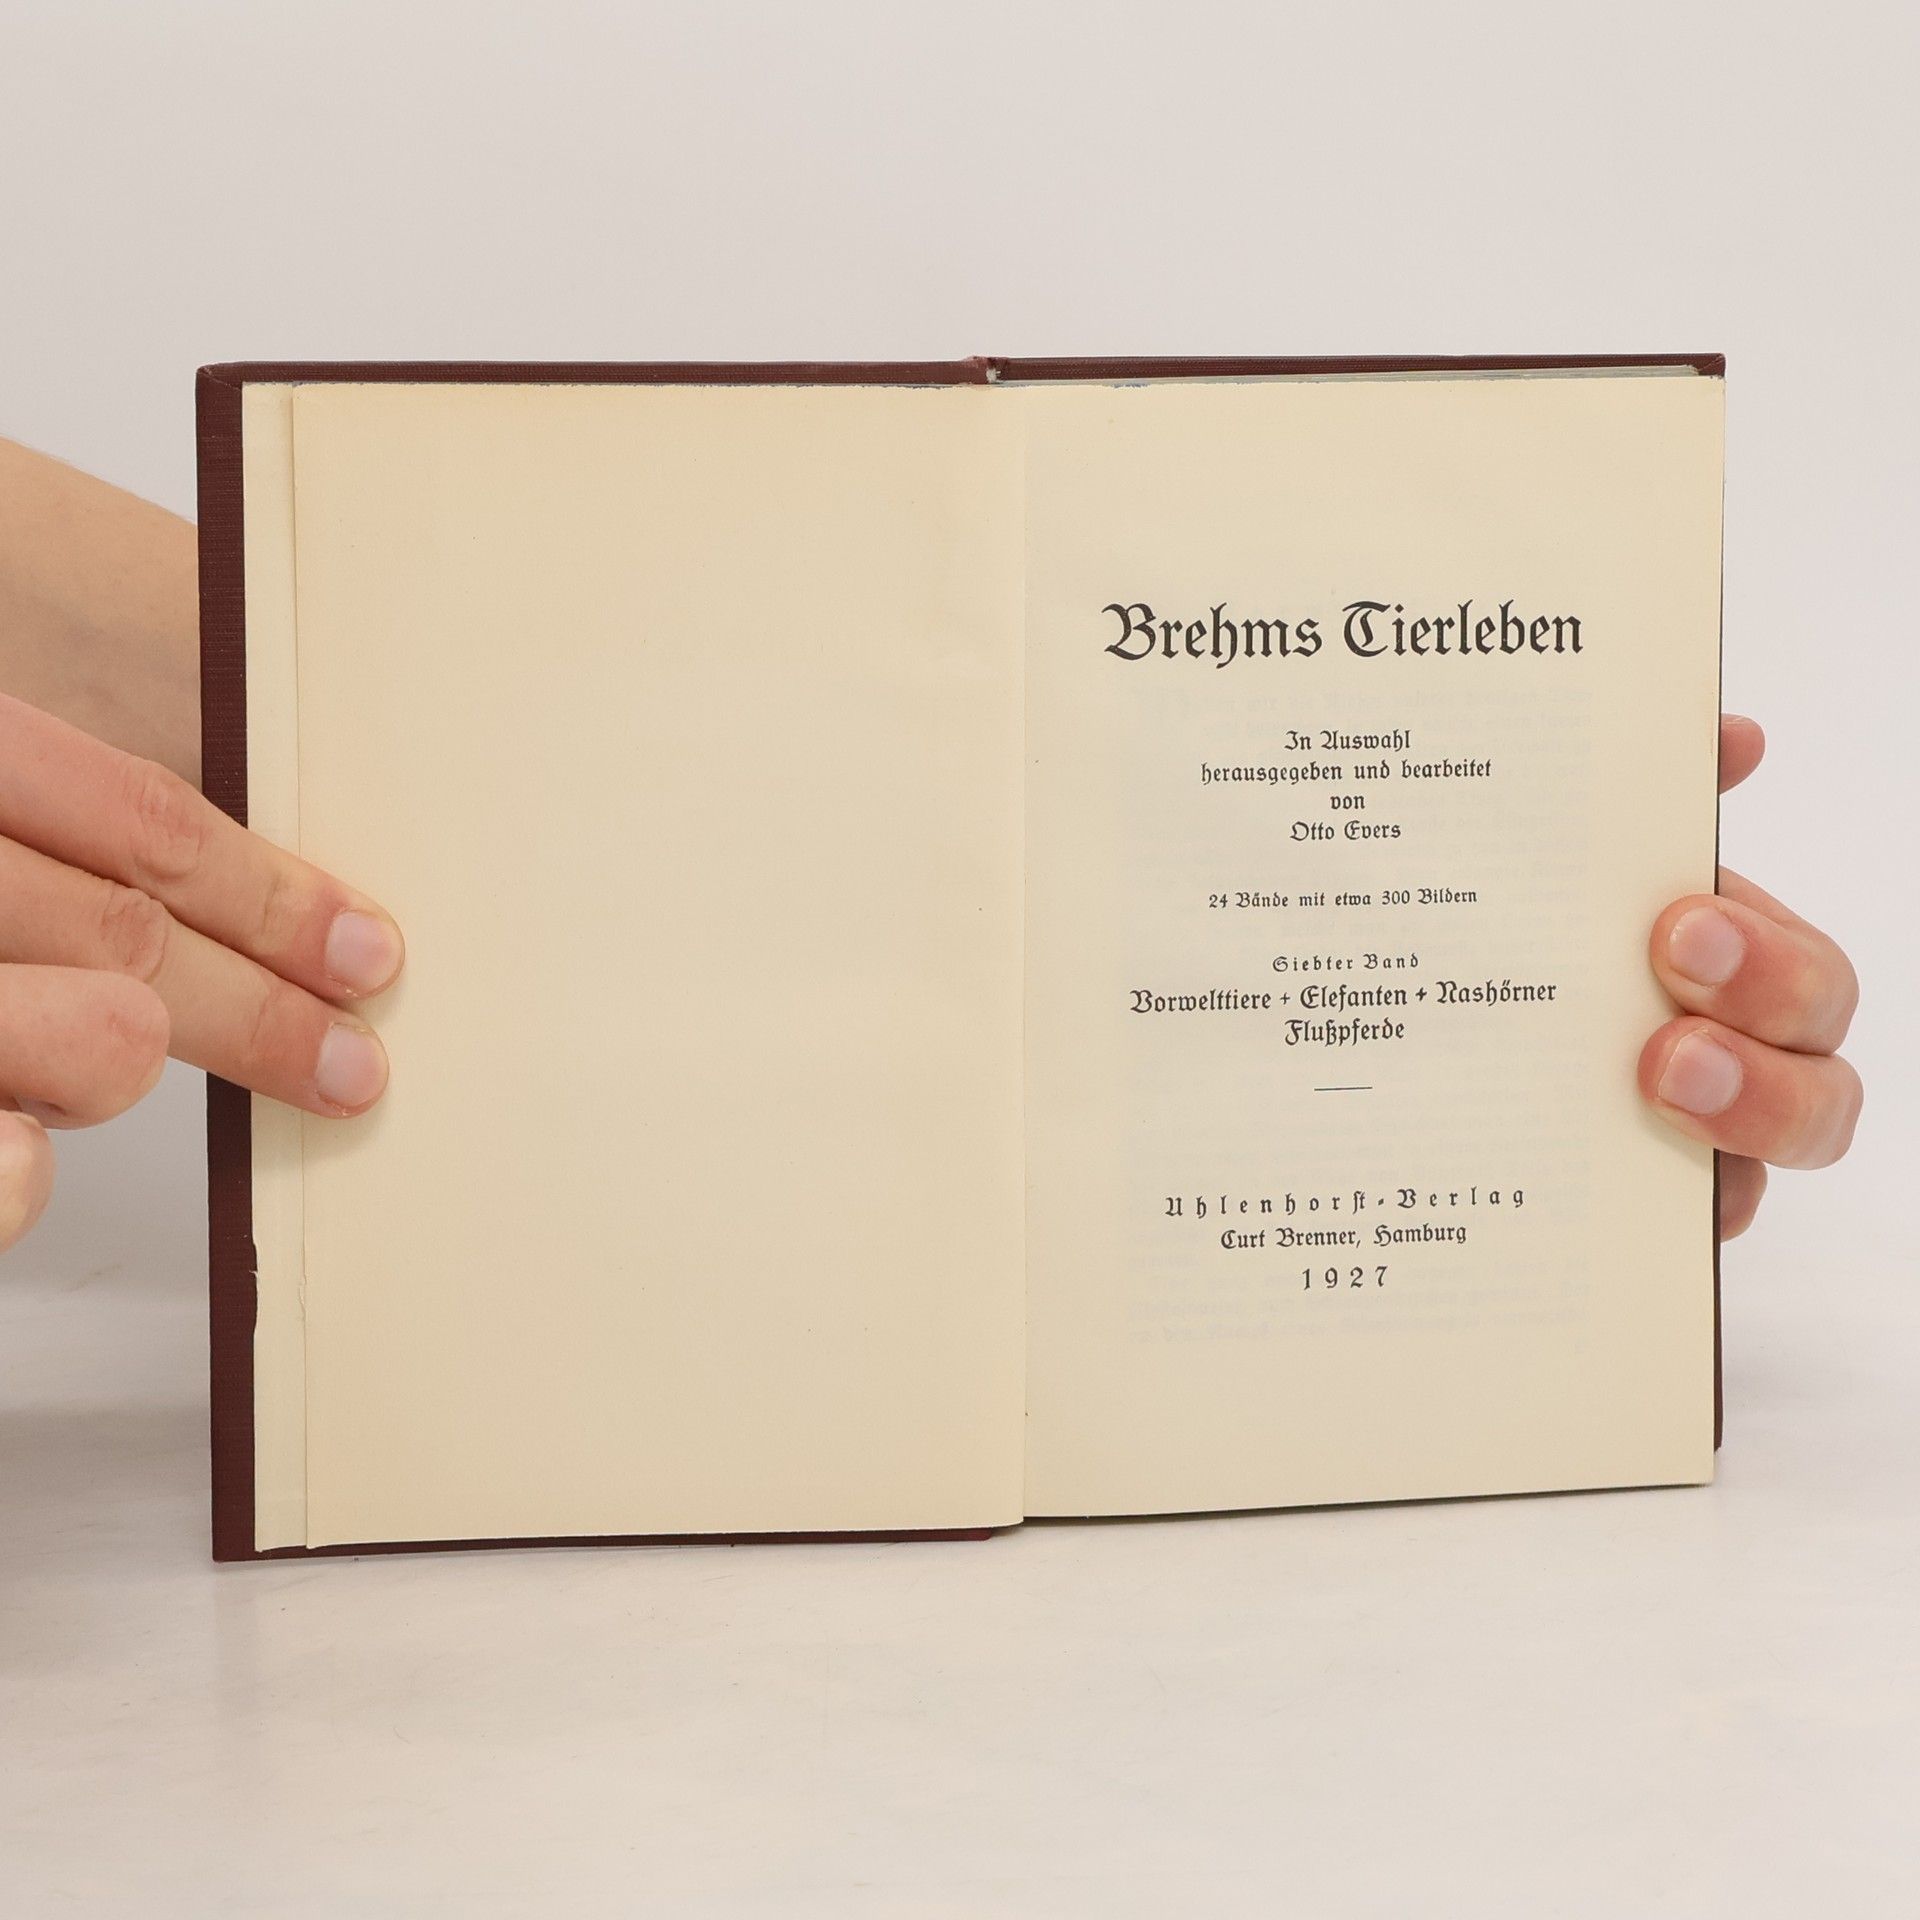 Brehms Tierleben
In Auswahl
herausgegeben und bearbeitet
von
Otto Evers
24 Bände mit etwa 300 Bildern
Siebter Band
Vorwelttiere + Elefanten + Nashörner
Flußpferde
Uhlenhorst-Verlag
Curt Brenner, Hamburg
1927